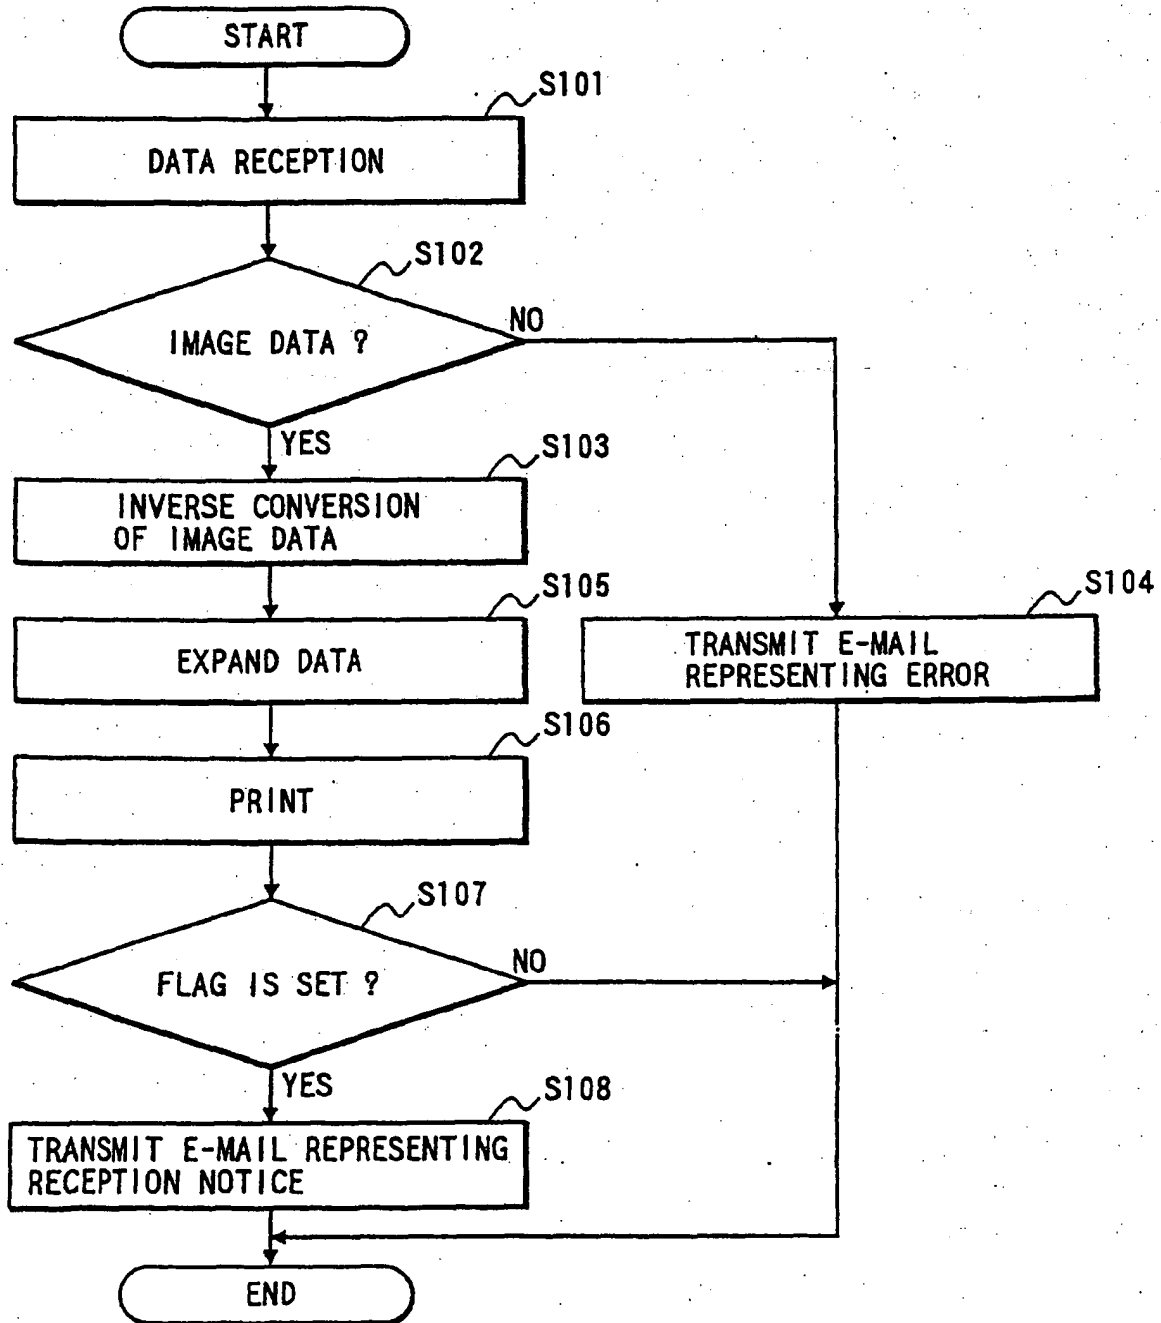 START
S101
DATA RECEPTION
S102
IMAGE DATA ?
NO
YES
S103
INVERSE CONVERSION
OF IMAGE DATA
S105
EXPAND DATA
S104
TRANSMIT E-MAIL
REPRESENTING ERROR
S106
PRINT
S107
FLAG IS SET ?
NO
YES
S108
TRANSMIT E-MAIL REPRESENTING
RECEPTION NOTICE
END